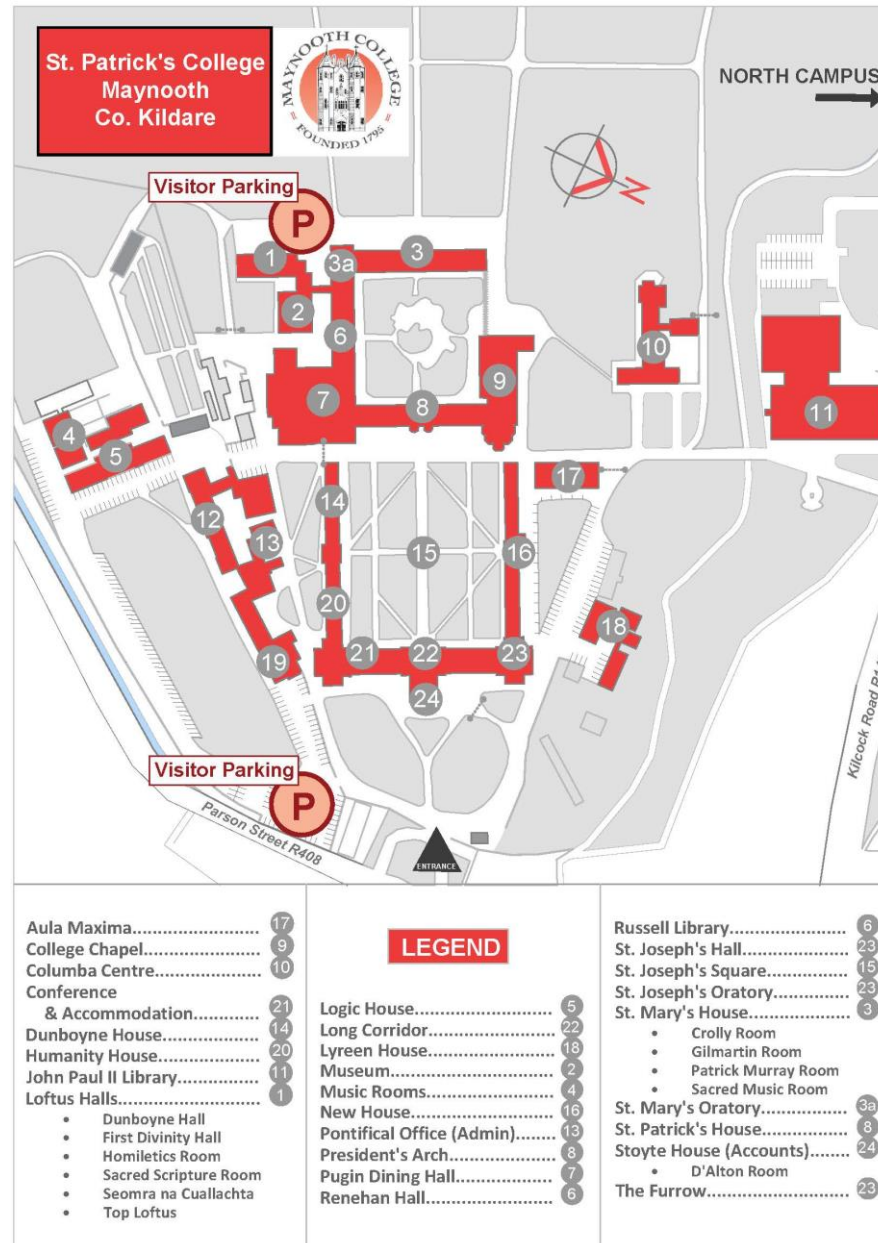 St. Patrick's College
Maynooth
Co. Kildare
MAYNOOTH COLLEGE
FOUNDED 1795
NORTH CAMPUS
N
Visitor Parking
P
1
3a
3
2
6
10
7
9
8
11
4
5
17
14
12
13
15
16
20
18
21
22
23
19
24
Visitor Parking
P
Parson Street R408
ENTRANCE
Aula Maxima............................ 17
College Chapel......................... 9
Columba Centre........................ 10
Conference
& Accommodation............. 21
Dunboyne House..................... 14
Humanity House...................... 20
John Paul II Library................... 11
Loftus Halls............................... 1
• Dunboyne Hall
• First Divinity Hall
• Homiletics Room
• Sacred Scripture Room
• Seomra na Cuallachta
• Top Loftus
LEGEND
Logic House.............................. 5
Long Corridor........................... 22
Lyreen House........................... 18
Museum................................... 2
Music Rooms............................ 4
New House............................... 16
Pontifical Office (Admin)........ 13
President's Arch....................... 8
Pugin Dining Hall..................... 7
Renehan Hall............................ 6
Russell Library.......................... 6
St. Joseph's Hall....................... 23
St. Joseph's Square.................. 15
St. Joseph's Oratory................. 23
St. Mary's House...................... 3
• Crolly Room
• Gilmartin Room
• Patrick Murray Room
• Sacred Music Room
St. Mary's Oratory.................... 3a
St. Patrick's House.................... 8
Stoyte House (Accounts)......... 24
• D'Alton Room
The Furrow............................... 23
Kilcock Road